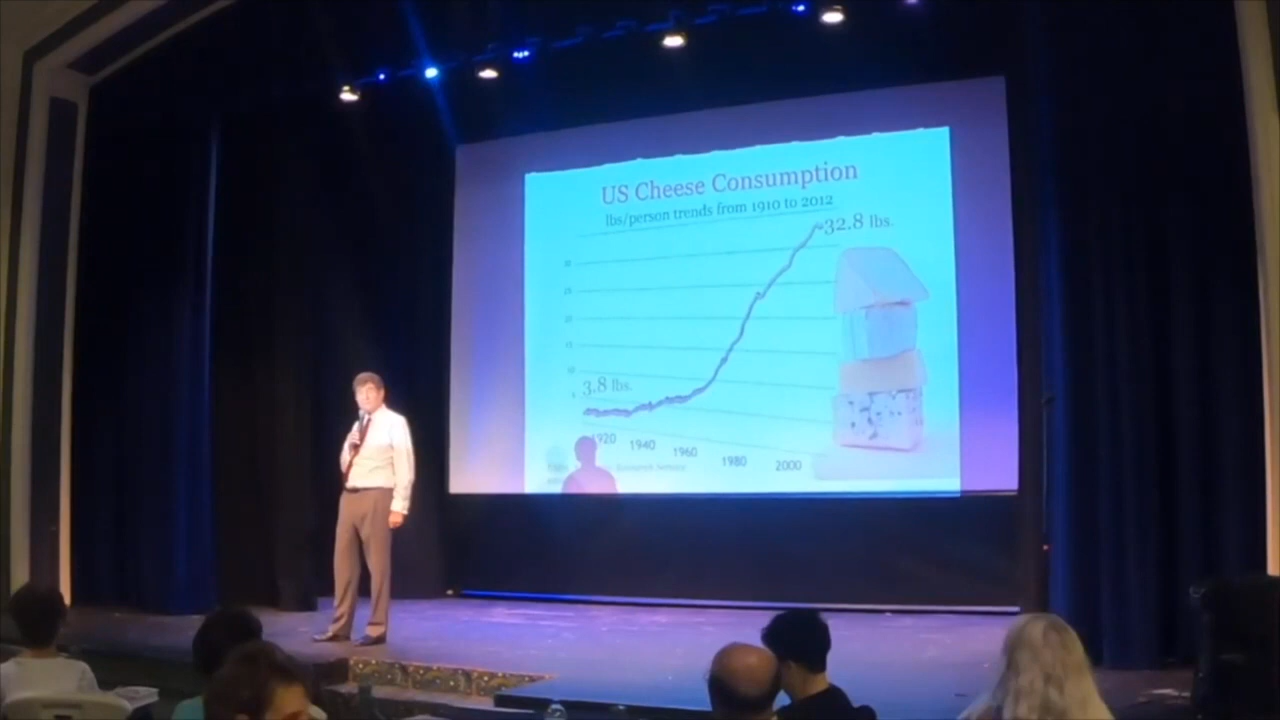 US Cheese Consumption
lbs/person trends from 1910 to 2012
32.8 lbs.
3.8 lbs.
1920 1940 1960 1980 2000